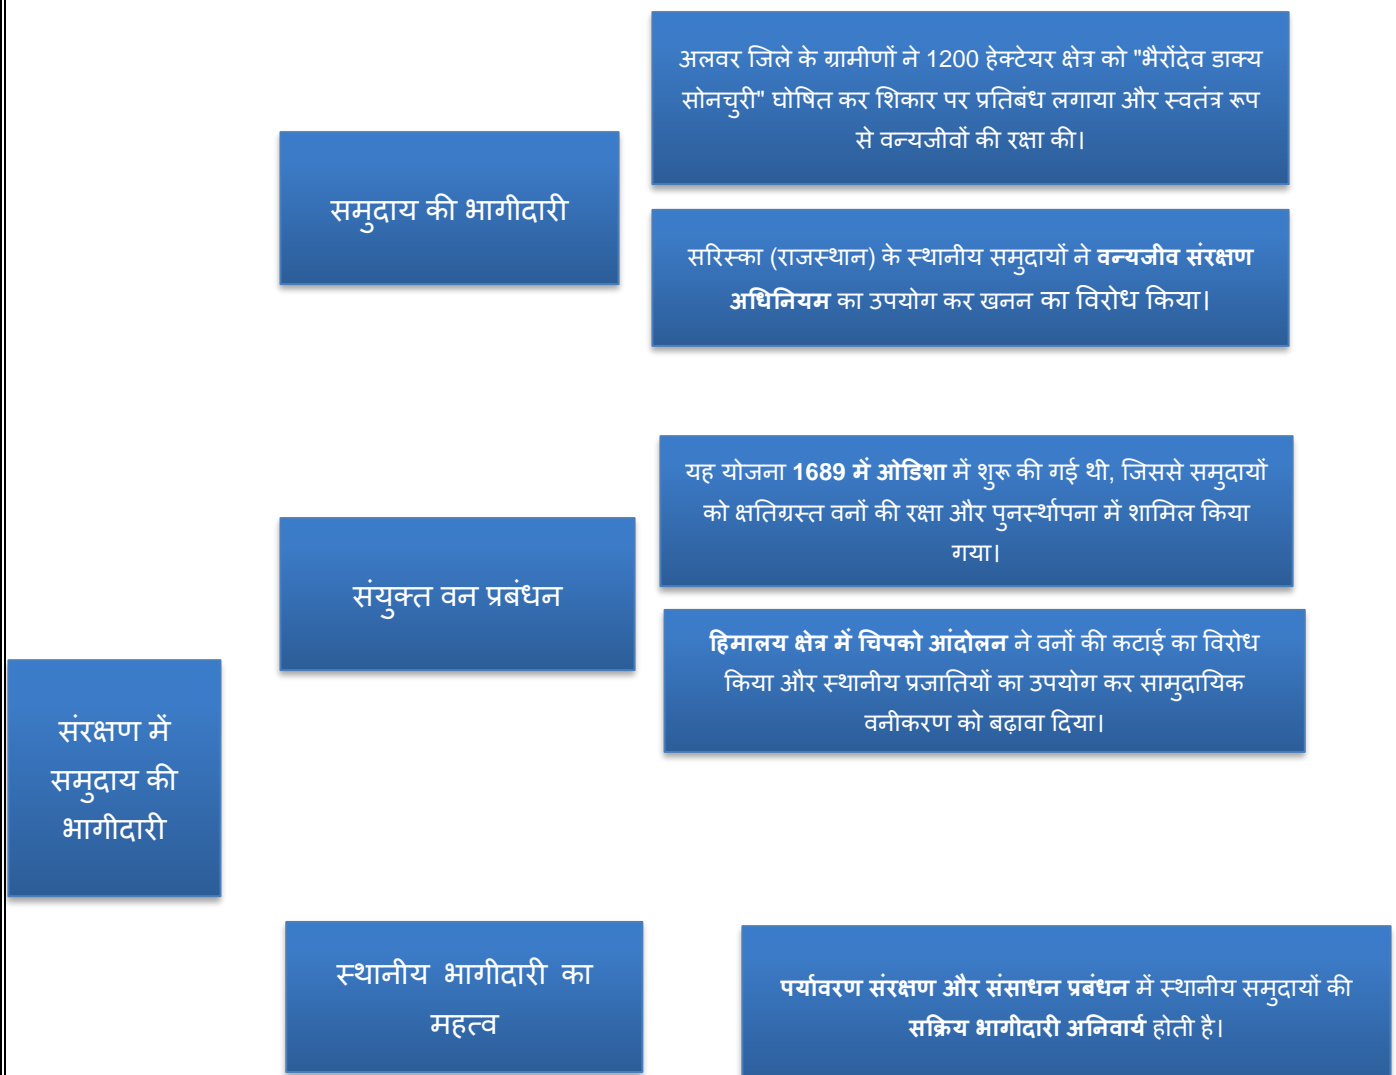 अलवर जिले के ग्रामीणों ने 1200 हेक्टेयर क्षेत्र को "भैरोंदेव डाक्य
सोनचुरी" घोषित कर शिकार पर प्रतिबंध लगाया और स्वतंत्र रूप
से वन्यजीवों की रक्षा की।
समुदाय की भागीदारी
सरिस्का (राजस्थान) के स्थानीय समुदायों ने वन्यजीव संरक्षण
अधिनियम का उपयोग कर खनन का विरोध किया।
यह योजना 1689 में ओडिशा में शुरू की गई थी, जिससे समुदायों
को क्षतिग्रस्त वनों की रक्षा और पुनर्स्थापना में शामिल किया
गया।
संयुक्त वन प्रबंधन
हिमालय क्षेत्र में चिपको आंदोलन ने वनों की कटाई का विरोध
किया और स्थानीय प्रजातियों का उपयोग कर सामुदायिक
वनीकरण को बढ़ावा दिया।
संरक्षण में
समुदाय की
भागीदारी
स्थानीय भागीदारी का
महत्व
पर्यावरण संरक्षण और संसाधन प्रबंधन में स्थानीय समुदायों की
सक्रिय भागीदारी अनिवार्य होती है।